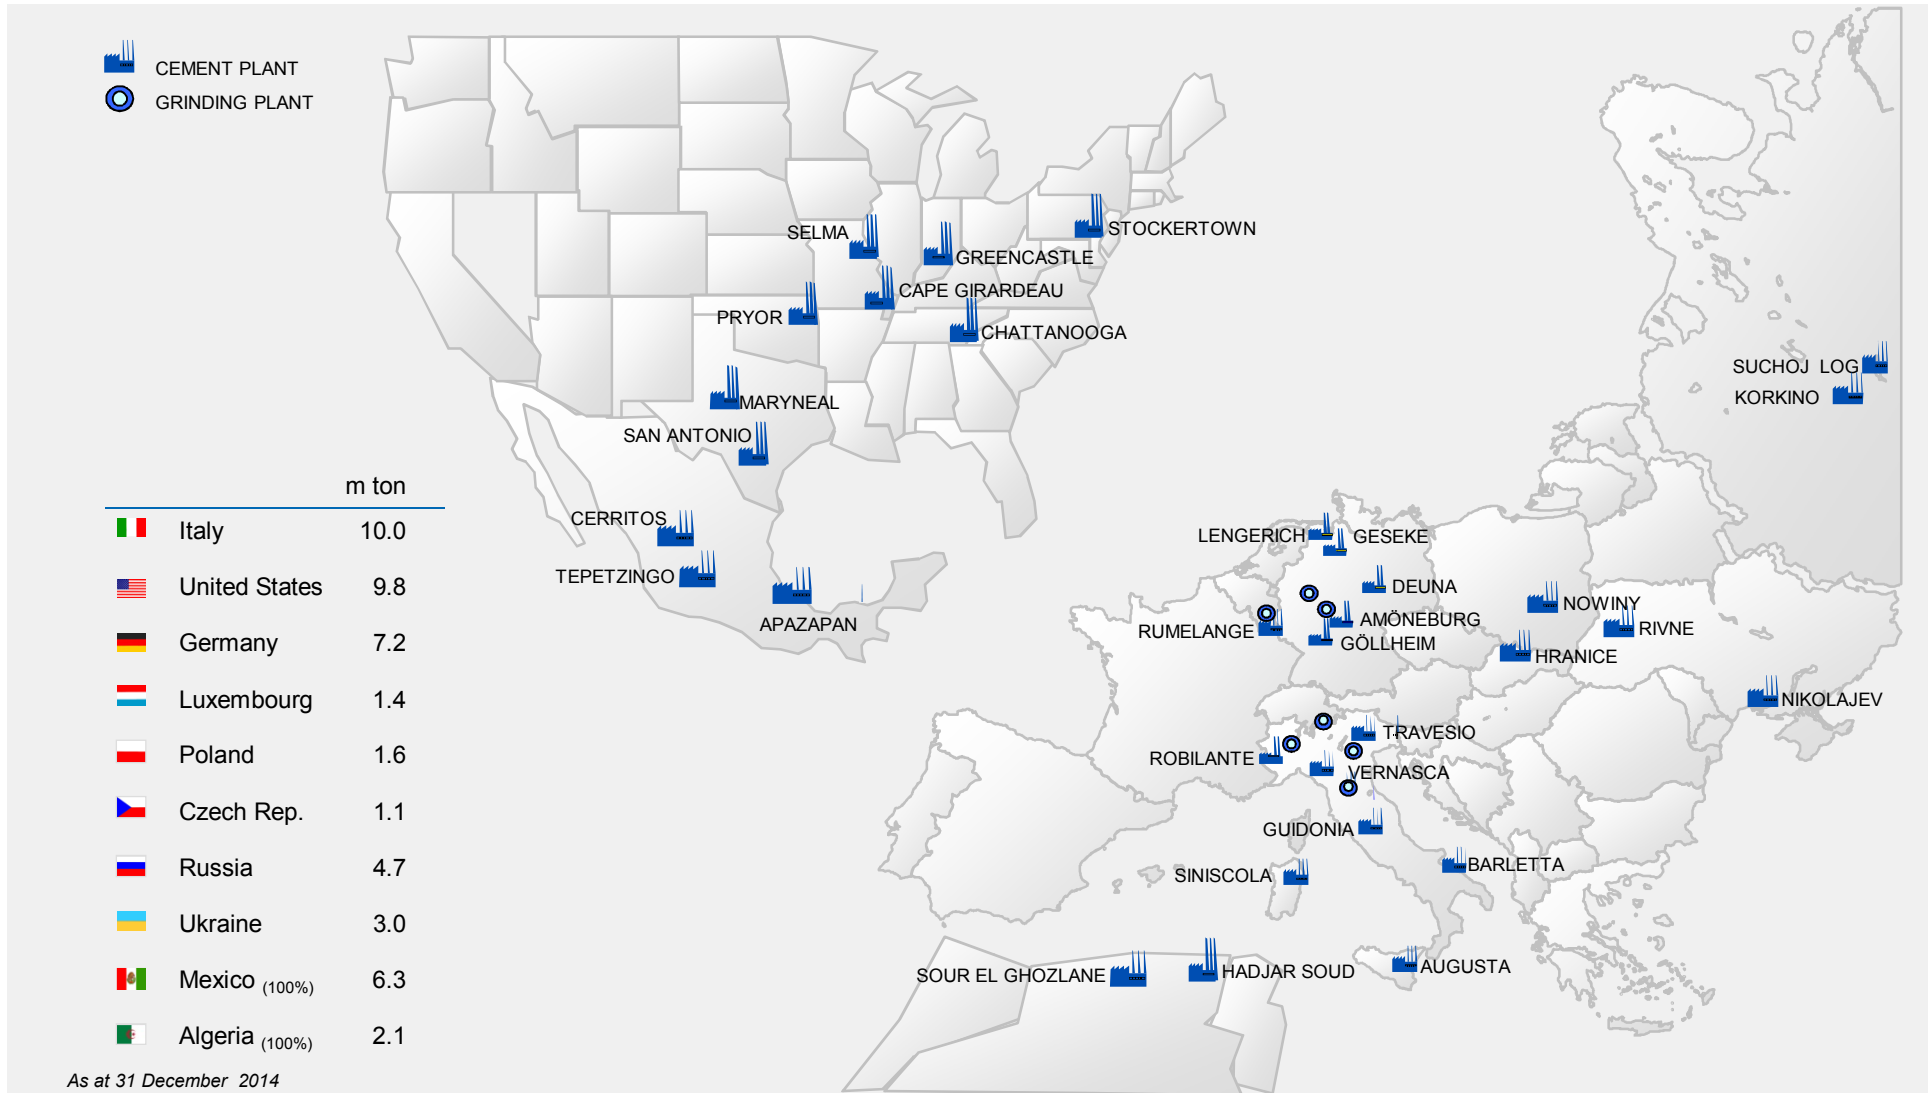 CEMENT PLANT
GRINDING PLANT
SELMA
STOCKERTOWN
GREENCASTLE
CAPE GIRARDEAU
PRYOR
CHATTANOOGA
MARYNEAL
SAN ANTONIO
CERRITOS
TEPETZINGO
APAZAPAN
SUCHOJ LOG
KORKINO
LENGERICH
GESEKE
DEUNA
NOWINY
AMÖNEBURG
RUMELANGE
RIVNE
GÖLLHEIM
HRANICE
NIKOLAJEV
TRAVESIO
ROBILANTE
VERNASCA
GUIDONIA
BARLETTA
SINISCOLA
SOUR EL GHOZLANE
HADJAR SOUD
AUGUSTA
m ton
Italy 10.0
United States 9.8
Germany 7.2
Luxembourg 1.4
Poland 1.6
Czech Rep. 1.1
Russia 4.7
Ukraine 3.0
Mexico (100%) 6.3
Algeria (100%) 2.1
As at 31 December 2014